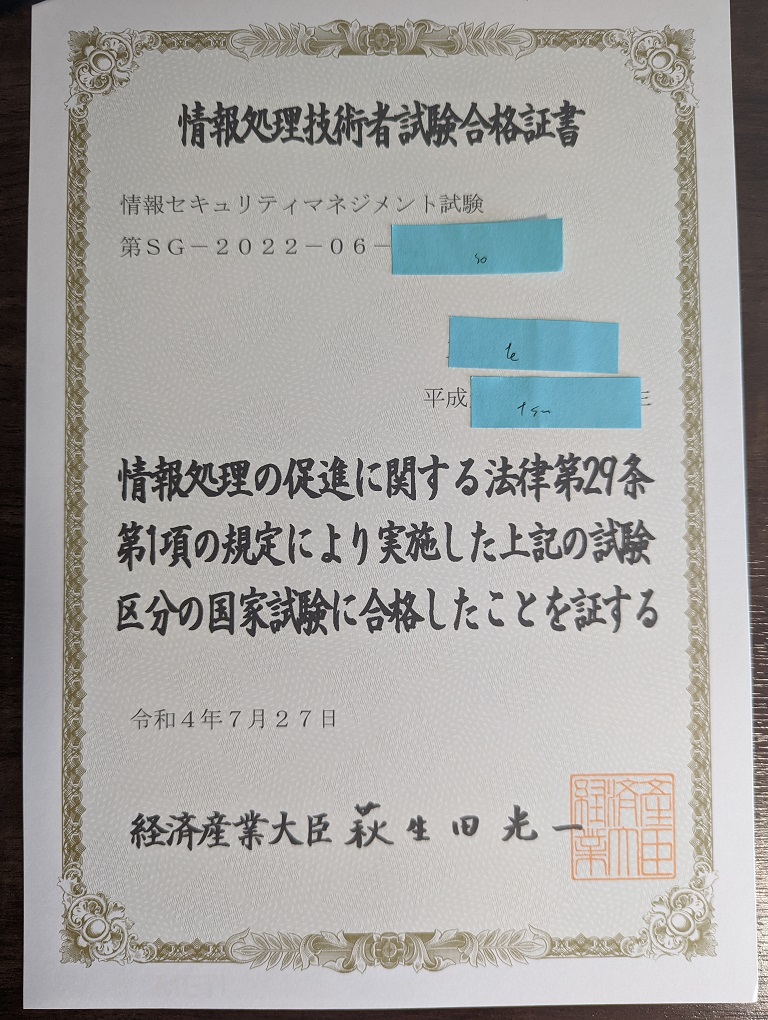 情報処理技術者試験合格証書
情報セキュリティマネジメント試験
第SG-2022-06-
so
te
平成
情報処理の促進に関する法律第29条
第1項の規定により実施した上記の試験
区分の国家試験に合格したことを証する
令和4年7月27日
経済産業大臣 萩生田光一